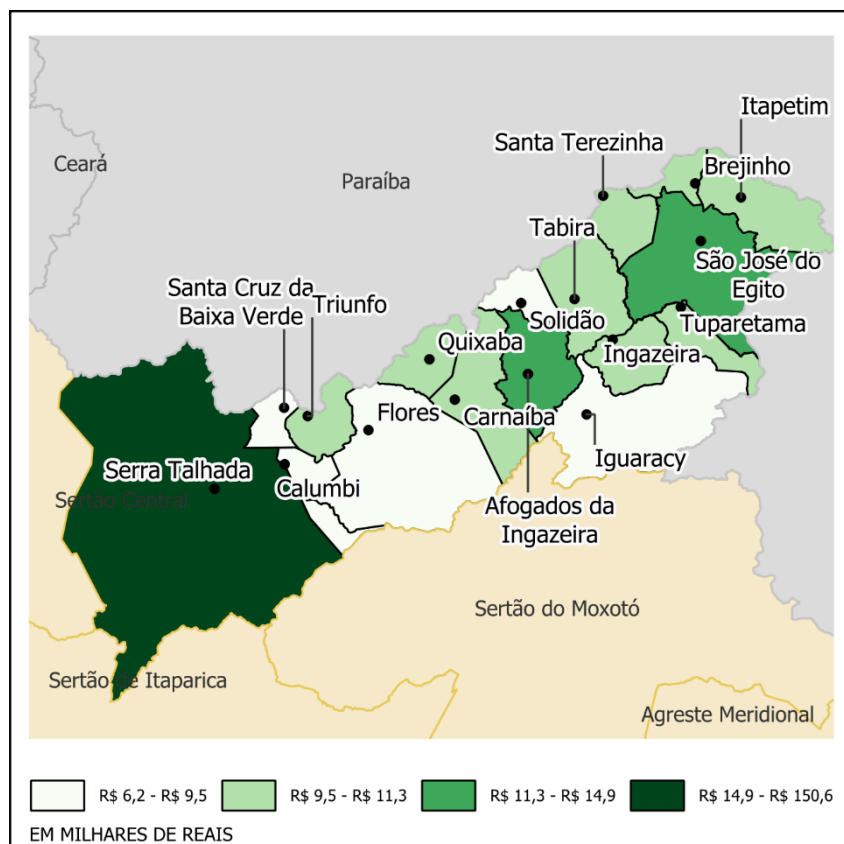 Itapetim
Santa Terezinha
Brejinho
Ceará
Paraíba
Tabira
São José do
Egito
Santa Cruz da
Baixa Verde
Triunfo
Solidão
Tuparetama
Quixaba
Ingazeira
Flores
Carnaíba
Iguaracy
Serra Talhada
Calumbi
Sertão Central
Afogados da
Ingazeira
Sertão do Moxotó
Sertão de Itaparica
Agreste Meridional
R$ 6,2 - R$ 9,5
R$ 9,5 - R$ 11,3
R$ 11,3 - R$ 14,9
R$ 14,9 - R$ 150,6
EM MILHARES DE REAIS